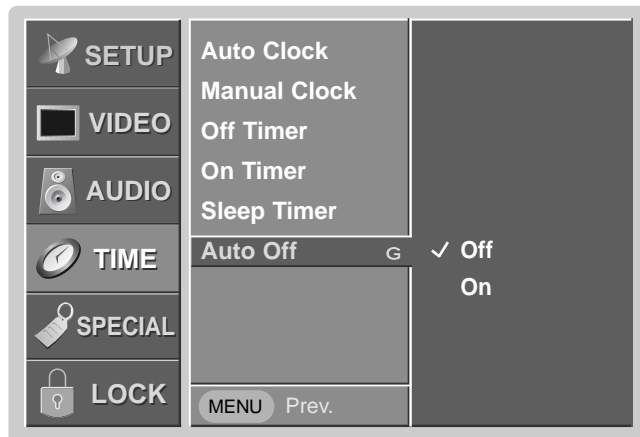 SETUP
VIDEO
AUDIO
TIME
SPECIAL
LOCK
Auto Clock
Manual Clock
Off Timer
On Timer
Sleep Timer
Auto Off G
✓ Off
On
MENU Prev.